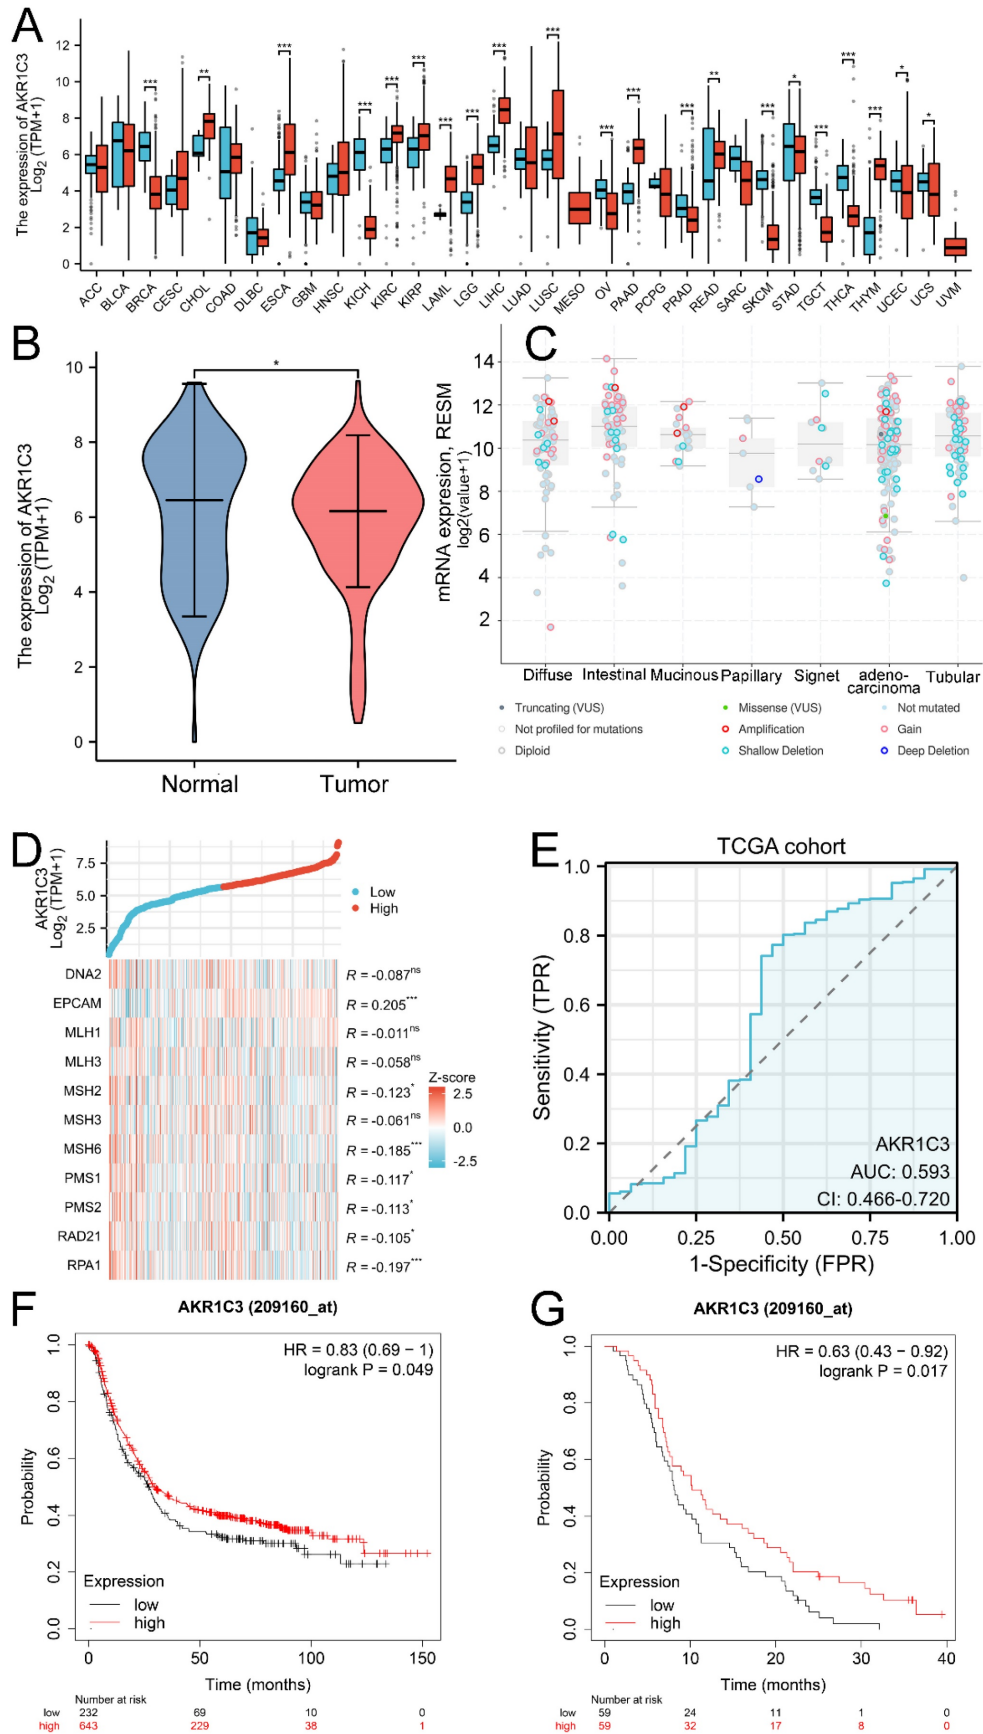 A
The expression of AKR1C3
Log2 (TPM+1)
12
10
8
6
4
2
0
*** ** *** *** *** *** *** *** *** *** *** *** *** ** *** * *** *** *** * *
ACC BLCA BRCA CESC CHOL COAD DLBC ESCA GBM HNSC KICH KIRC KIRP LAML LGG LIHC LUAD LUSC MESO OV PAAD PCPG PRAD READ SARC SKCM STAD TGCT THCA THYM UCEC UCS UVM
B
The expression of AKR1C3
Log2 (TPM+1)
10
8
6
4
2
0
*
Normal Tumor
C
mRNA expression, RESM
log2(value+1)
14
12
10
8
6
4
2
Diffuse Intestinal Mucinous Papillary Signet adeno-carcinoma Tubular
Truncating (VUS) Missense (VUS) Not mutated
Not profiled for mutations Amplification Gain
Diploid Shallow Deletion Deep Deletion
D
AKR1C3
Log2 (TPM+1)
7.5
5.0
2.5
Low
High
DNA2 R = -0.087ns
EPCAM R = 0.205***
MLH1 R = -0.011ns
MLH3 R = -0.058ns
MSH2 R = -0.123*
MSH3 R = -0.061ns
MSH6 R = -0.185***
PMS1 R = -0.117*
PMS2 R = -0.113*
RAD21 R = -0.105*
RPA1 R = -0.197***
Z-score
2.5
0.0
-2.5
E
TCGA cohort
Sensitivity (TPR)
1.0
0.8
0.6
0.4
0.2
0.0
AKR1C3
AUC: 0.593
CI: 0.466-0.720
0.00 0.25 0.50 0.75 1.00
1-Specificity (FPR)
F
AKR1C3 (209160_at)
HR = 0.83 (0.69 − 1)
logrank P = 0.049
Probability
1.0
0.8
0.6
0.4
0.2
0.0
Expression
low
high
0 50 100 150
Time (months)
Number at risk
low 232 69 10 0
high 643 229 38 1
G
AKR1C3 (209160_at)
HR = 0.63 (0.43 − 0.92)
logrank P = 0.017
Probability
1.0
0.8
0.6
0.4
0.2
0.0
Expression
low
high
0 10 20 30 40
Time (months)
Number at risk
low 59 24 11 1 0
high 59 32 17 8 0